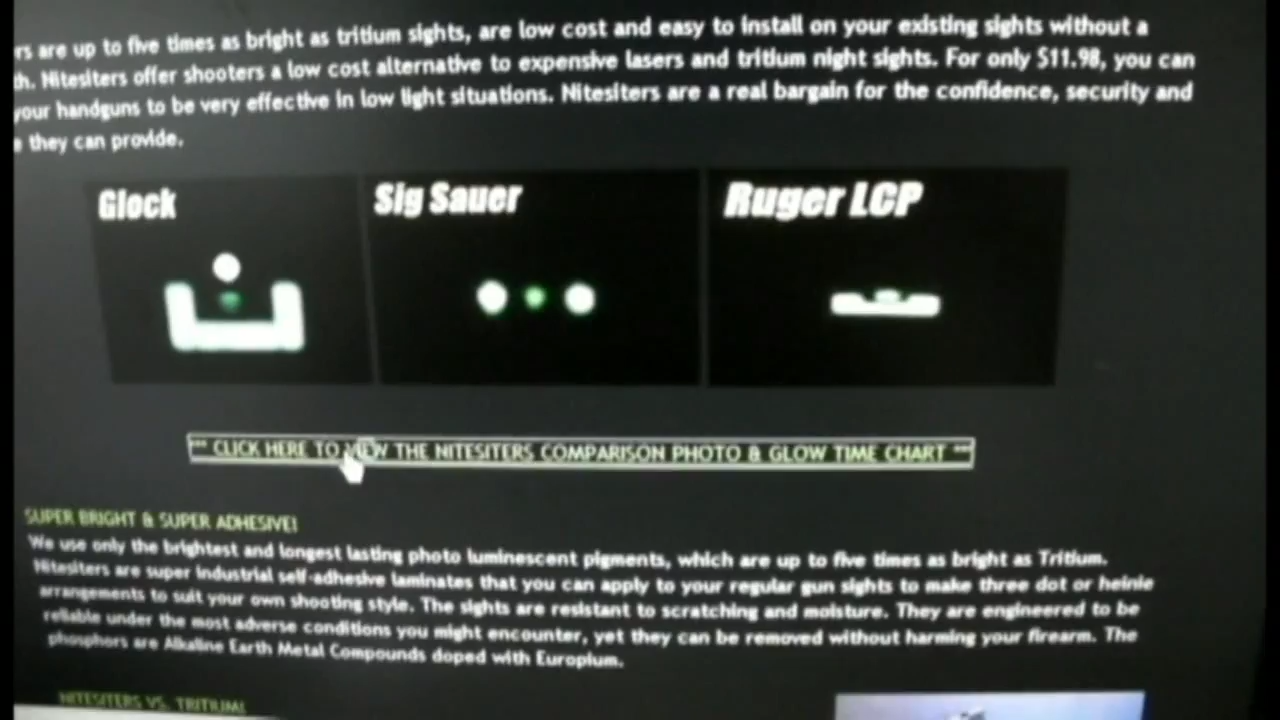 rs are up to five times as bright as tritium sights, are low cost and easy to install on your existing sights without a
th. Nitesiters offer shooters a low cost alternative to expensive lasers and tritium night sights. For only $11.98, you can
your handguns to be very effective in low light situations. Nitesiters are a real bargain for the confidence, security and
e they can provide.
Glock
Sig Sauer
Ruger LCP
*** CLICK HERE TO VIEW THE NITESITERS COMPARISON PHOTO & GLOW TIME CHART ***
SUPER BRIGHT & SUPER ADHESIVE!
We use only the brightest and longest lasting photo luminescent pigments, which are up to five times as bright as Tritium.
Nitesiters are super industrial self-adhesive laminates that you can apply to your regular gun sights to make three dot or heinie
arrangements to suit your own shooting style. The sights are resistant to scratching and moisture. They are engineered to be
reliable under the most adverse conditions you might encounter, yet they can be removed without harming your firearm. The
phosphors are Alkaline Earth Metal Compounds doped with Europium.
NITESITERS VS. TRITIUM!